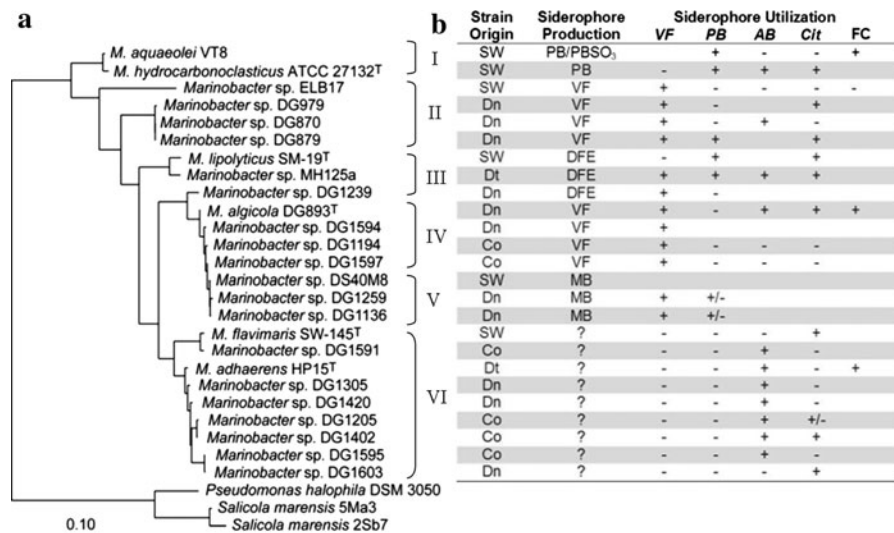 a
M. aquaeolei VT8
M. hydrocarbonoclasticus ATCC 27132ᵀ
I
Marinobacter sp. ELB17
Marinobacter sp. DG979
Marinobacter sp. DG870
Marinobacter sp. DG879
II
M. lipolyticus SM-19ᵀ
Marinobacter sp. MH125a
Marinobacter sp. DG1239
III
M. algicola DG893ᵀ
Marinobacter sp. DG1594
Marinobacter sp. DG1194
Marinobacter sp. DG1597
IV
Marinobacter sp. DS40M8
Marinobacter sp. DG1259
Marinobacter sp. DG1136
V
M. flavimaris SW-145ᵀ
Marinobacter sp. DG1591
M. adhaerens HP15ᵀ
Marinobacter sp. DG1305
Marinobacter sp. DG1420
Marinobacter sp. DG1205
Marinobacter sp. DG1402
Marinobacter sp. DG1595
Marinobacter sp. DG1603
VI
Pseudomonas halophila DSM 3050
Salicola marensis 5Ma3
Salicola marensis 2Sb7
0.10
b
Strain Siderophore Siderophore Utilization
Origin Production VF PB AB Cit FC
SW PB/PBSO₃ + - - +
SW PB - + + +
SW VF + - - - -
Dn VF + - +
Dn VF + - + -
Dn VF + + +
SW DFE - + +
Dt DFE + + + +
Dn DFE + -
Dn VF + - + + +
Dn VF +
Co VF + - - -
Co VF + - - -
SW MB
Dn MB + +/-
Dn MB + +/-
SW ? - - - +
Co ? - - + -
Dt ? - - + - +
Dn ? - - + -
Dn ? - - + -
Co ? - - + +/-
Co ? - - + +
Co ? - - + -
Dn ? - - - +